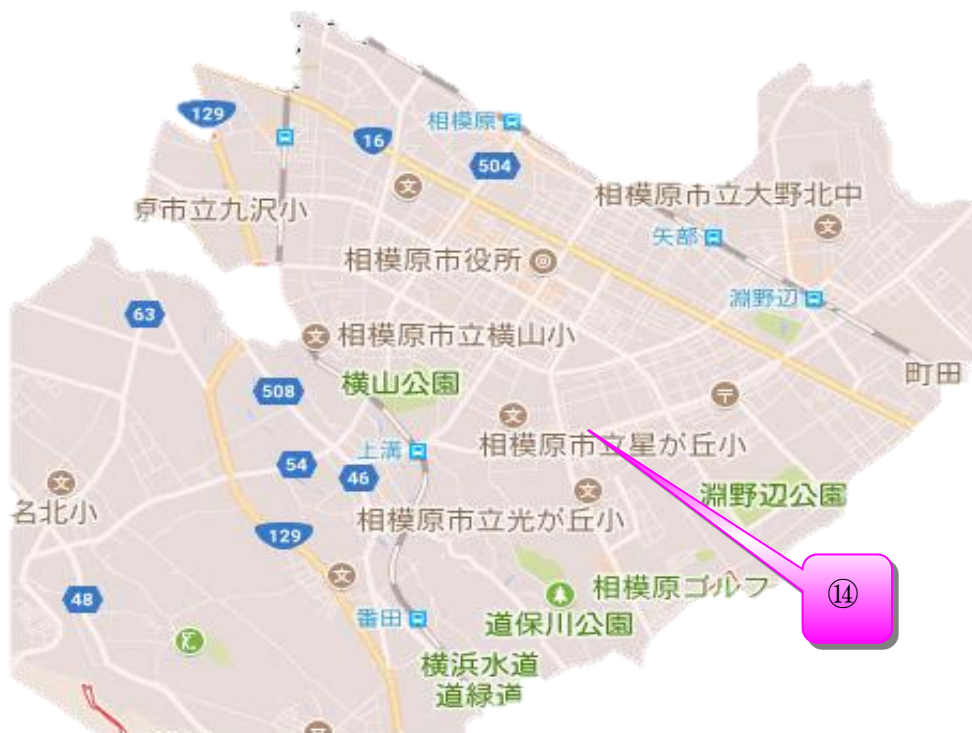 129
相模原
16
504
相模原市立大野北中
市立九沢小
矢部
相模原市役所
淵野辺
63
相模原市立横山小
町田
横山公園
508
相模原市立星が丘小
上溝
54
46
淵野辺公園
名北小
相模原市立光が丘小
129
相模原ゴルフ
⑭
48
番田
道保川公園
横浜水道
道緑道